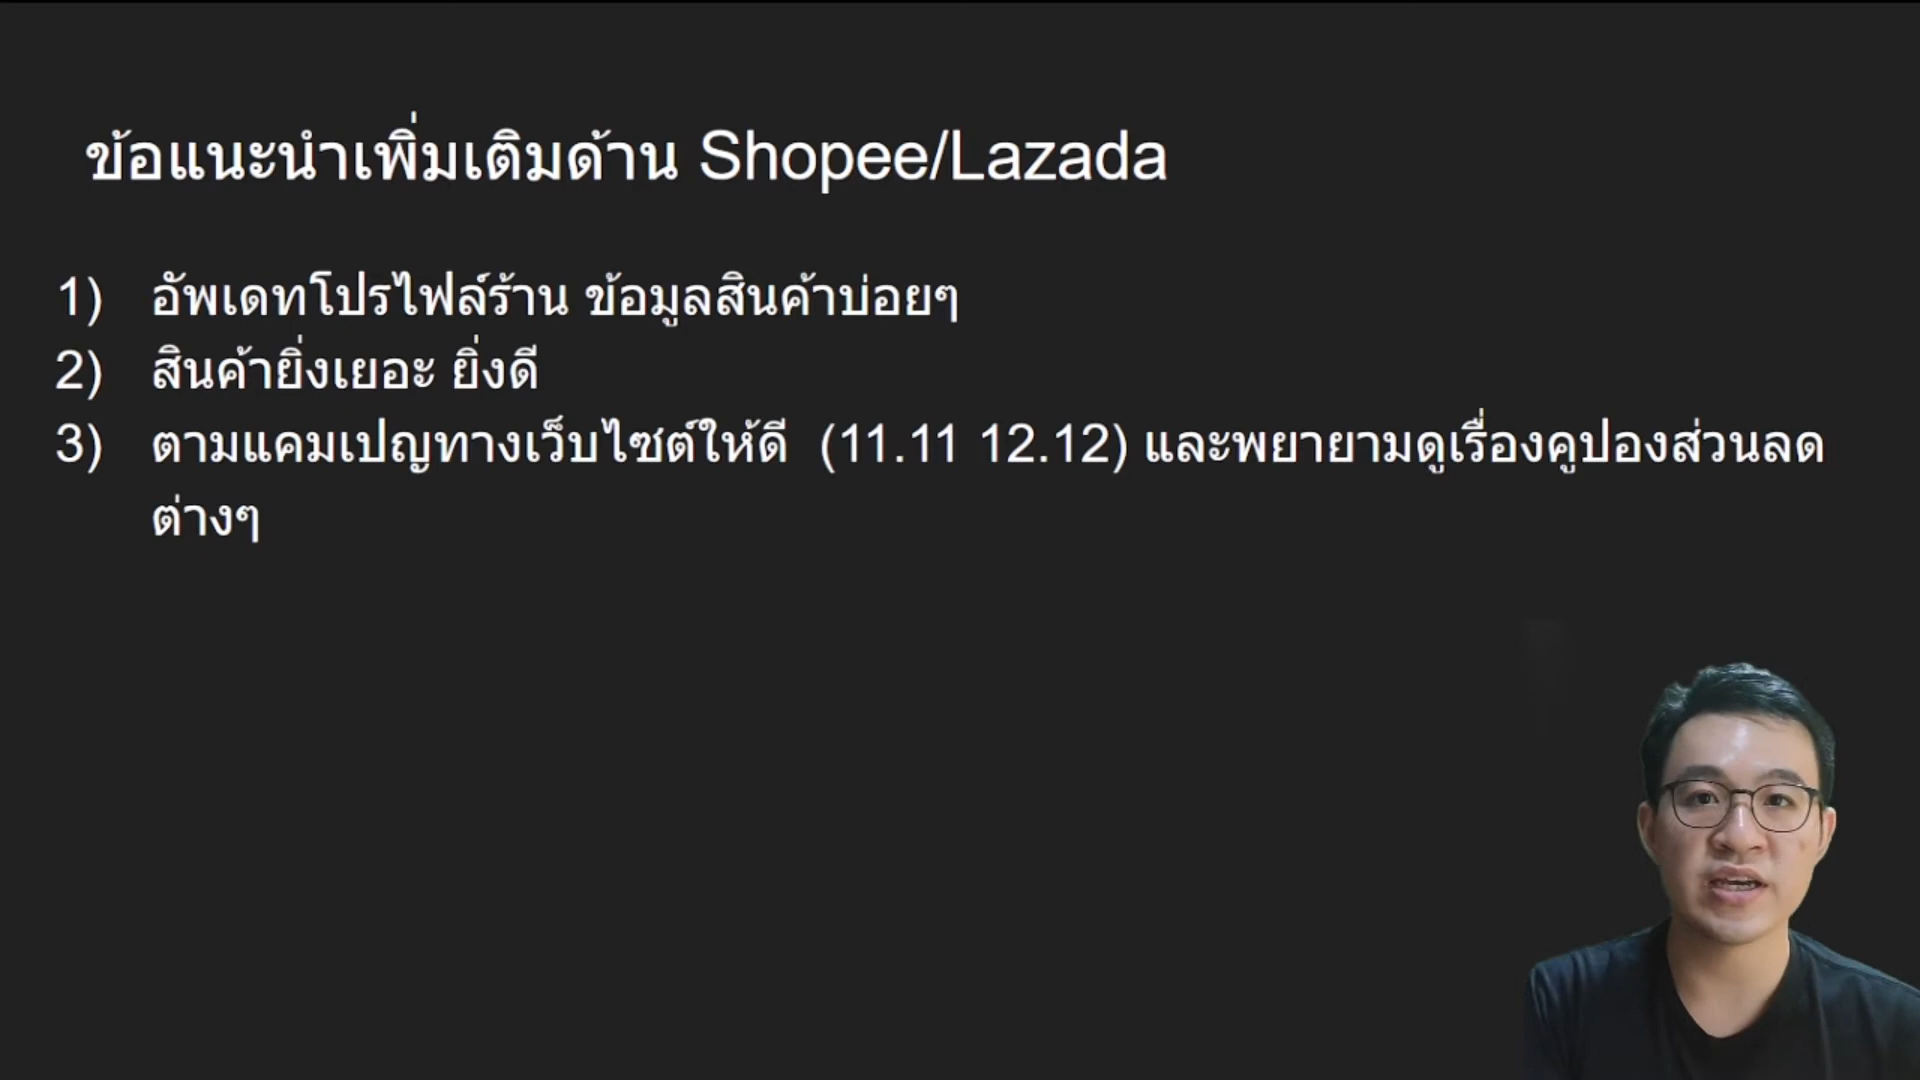 ข้อแนะนำเพิ่มเติมด้าน Shopee/Lazada
1) อัพเดทโปรไฟล์ร้าน ข้อมูลสินค้าบ่อยๆ
2) สินค้ายิ่งเยอะ ยิ่งดี
3) ตามแคมเปญทางเว็บไซต์ให้ดี (11.11 12.12) และพยายามดูเรื่องคูปองส่วนลด
ต่างๆ